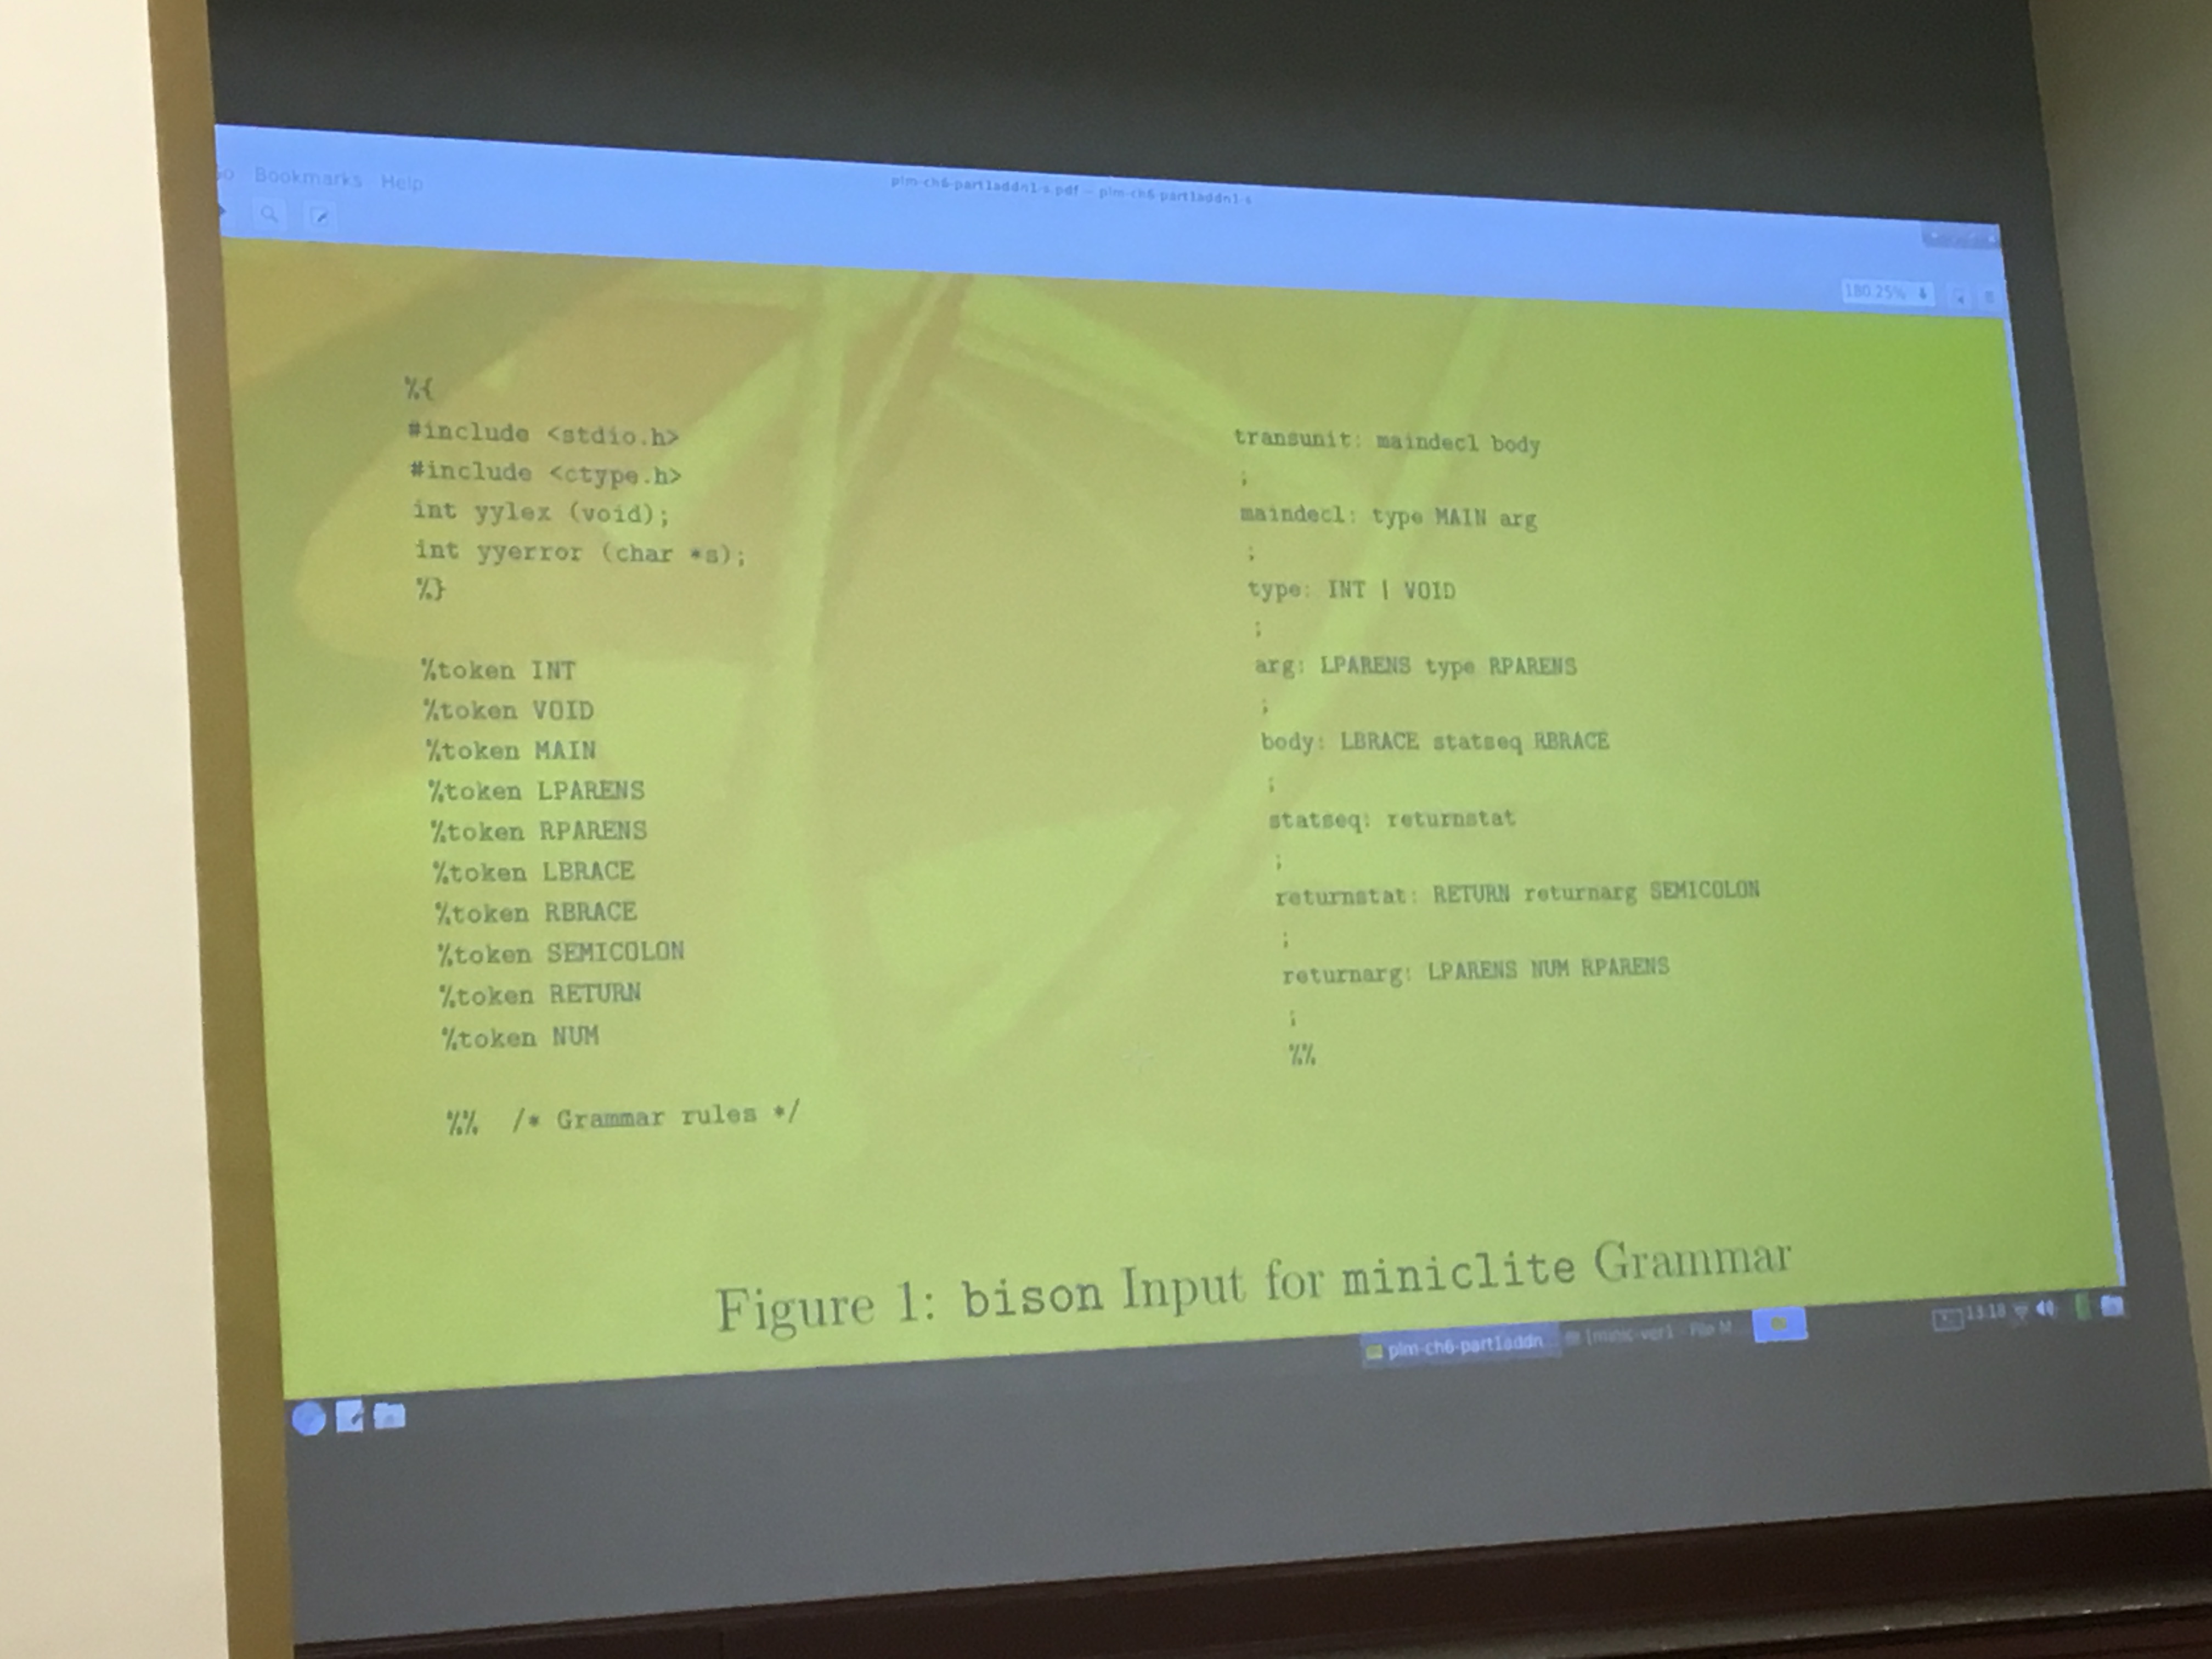 Bookmarks Help
plm-ch6-part1addn1-s.pdf — plm-ch6-part1addn1-s
180.25%
%{
#include <stdio.h>
#include <ctype.h>
int yylex (void);
int yyerror (char *s);
%}
%token INT
%token VOID
%token MAIN
%token LPARENS
%token RPARENS
%token LBRACE
%token RBRACE
%token SEMICOLON
%token RETURN
%token NUM
%% /* Grammar rules */
transunit: maindecl body
;
maindecl: type MAIN arg
;
type: INT | VOID
;
arg: LPARENS type RPARENS
;
body: LBRACE statseq RBRACE
;
statseq: returnstat
;
returnstat: RETURN returnarg SEMICOLON
;
returnarg: LPARENS NUM RPARENS
;
%%
Figure 1: bison Input for miniclite Grammar
plm-ch6-part1addn
13:18